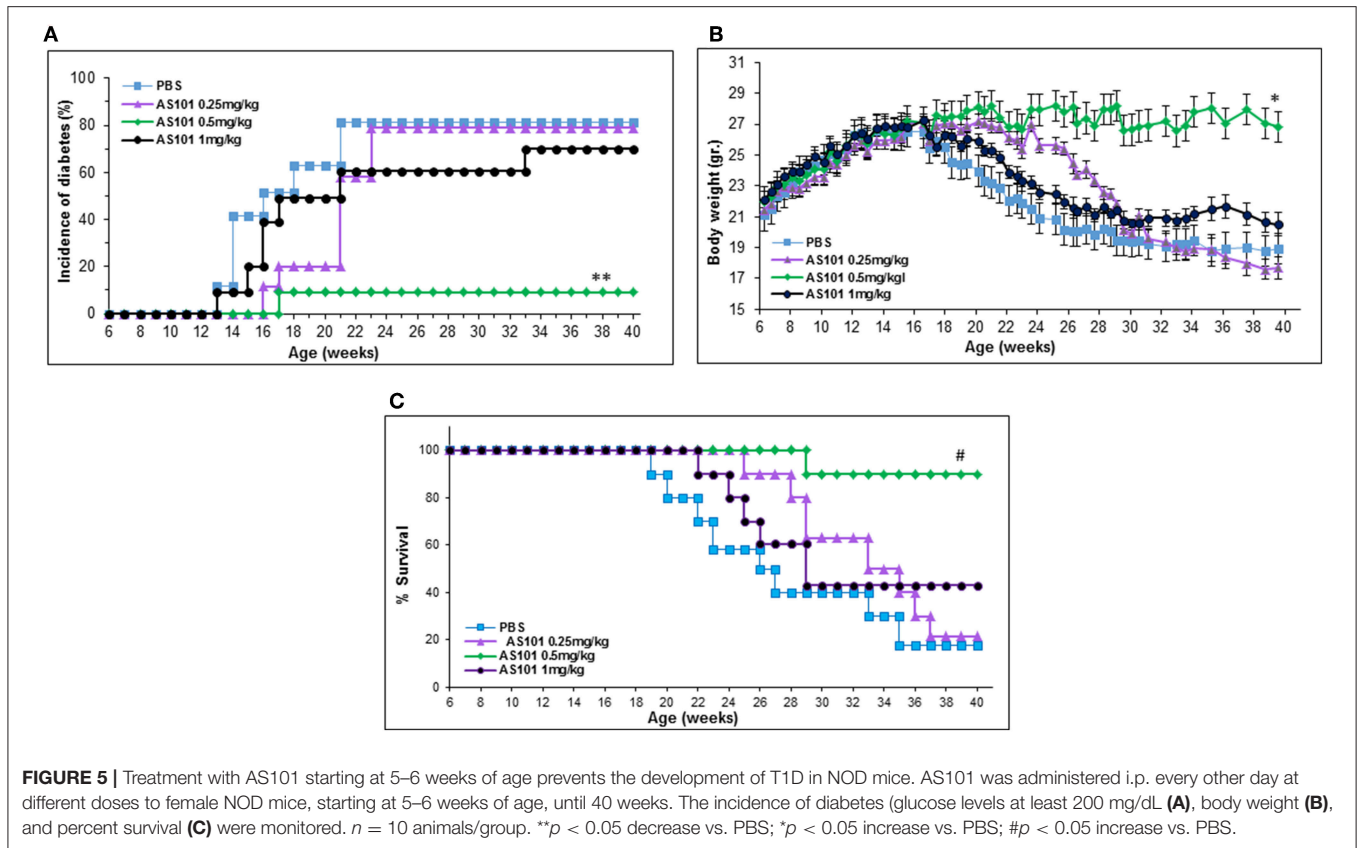 A
100
80
60
40
20
0
Incidence of diabetes (%)
PBS
AS101 0.25mg/kg
AS101 0.5mg/kg
AS101 1mg/kg
**
6 8 10 12 14 16 18 20 22 24 26 28 30 32 34 36 38 40
Age (weeks)
B
31
29
27
25
23
21
19
17
15
Body weight (gr.)
*
PBS
AS101 0.25mg/kg
AS101 0.5mg/kgl
AS101 1mg/kg
6 8 10 12 14 16 18 20 22 24 26 28 30 32 34 36 38 40
Age (weeks)
C
100
80
60
40
20
0
% Survival
#
PBS
AS101 0.25mg/kg
AS101 0.5mg/kg
AS101 1mg/kg
6 8 10 12 14 16 18 20 22 24 26 28 30 32 34 36 38 40
Age (weeks)
FIGURE 5 | Treatment with AS101 starting at 5–6 weeks of age prevents the development of T1D in NOD mice. AS101 was administered i.p. every other day at
different doses to female NOD mice, starting at 5–6 weeks of age, until 40 weeks. The incidence of diabetes (glucose levels at least 200 mg/dL (A), body weight (B),
and percent survival (C) were monitored. n = 10 animals/group. **p < 0.05 decrease vs. PBS; *p < 0.05 increase vs. PBS; #p < 0.05 increase vs. PBS.